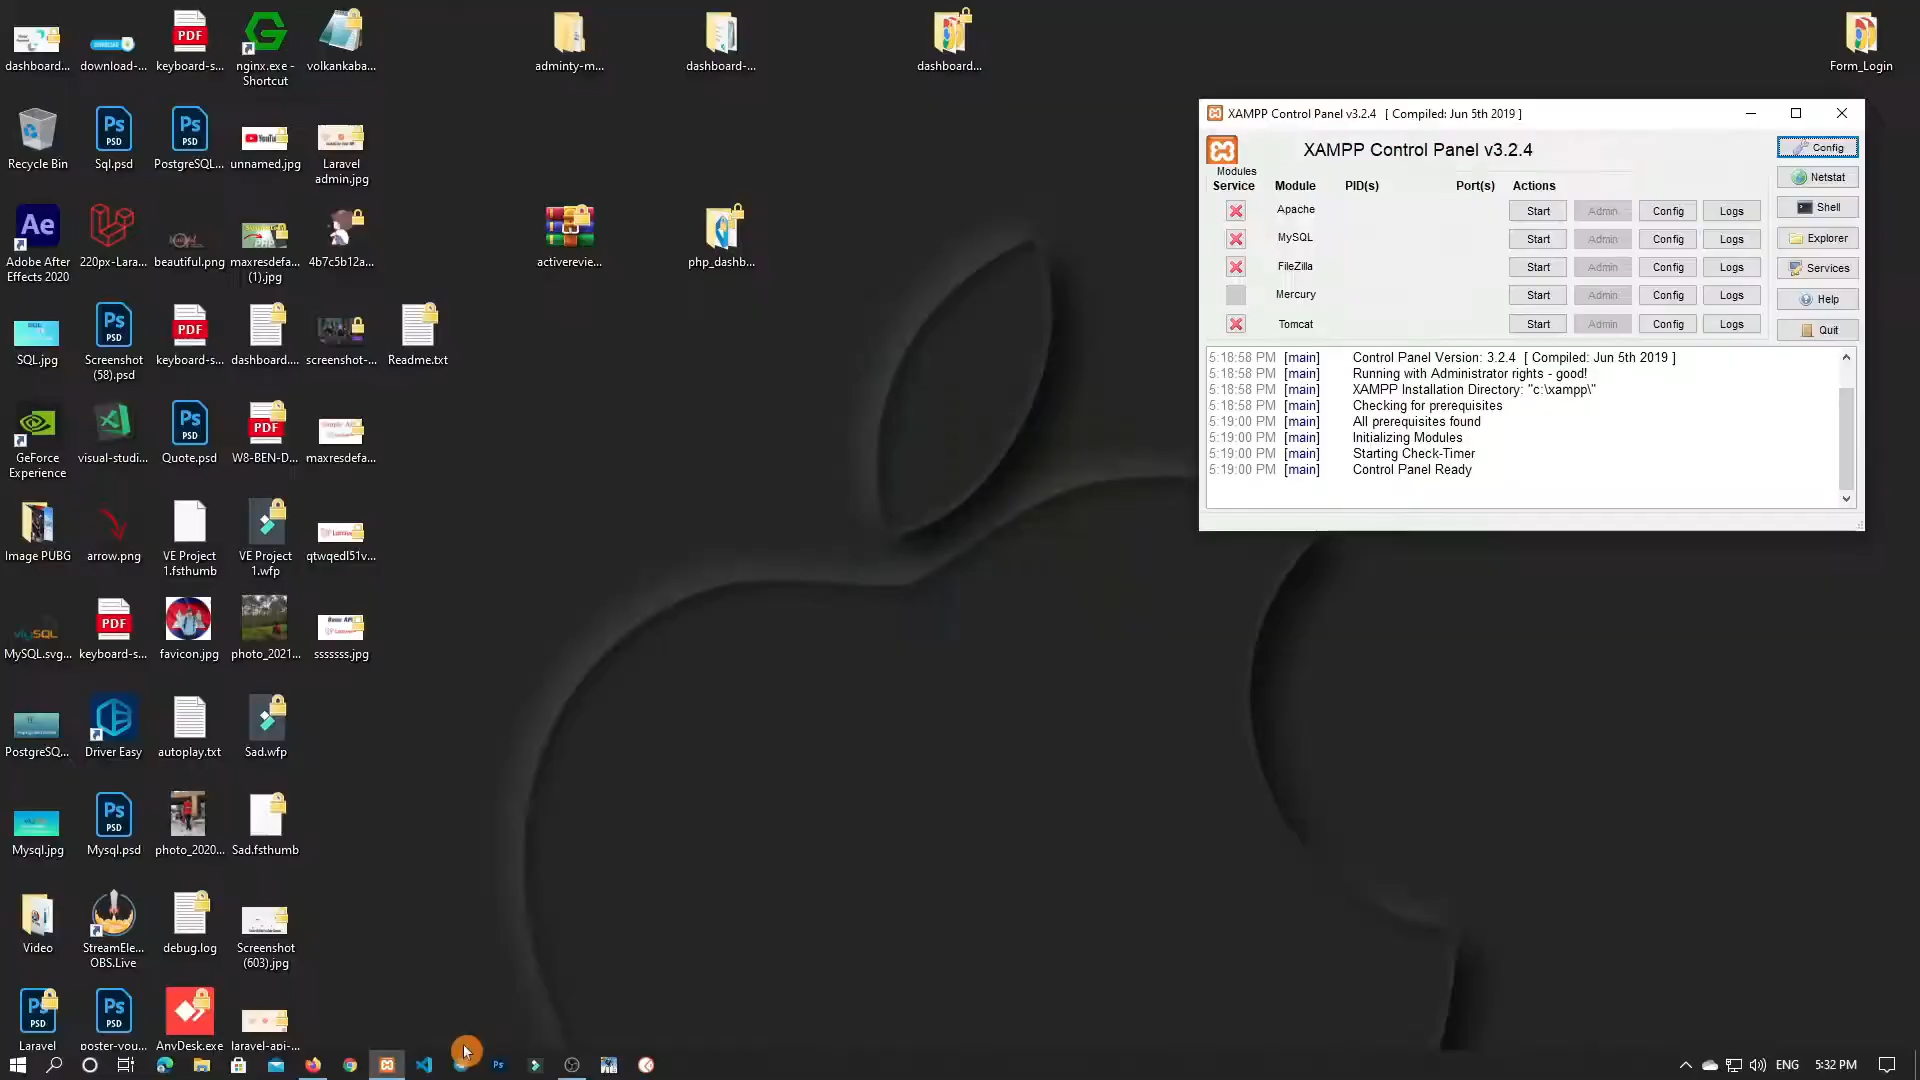 dashboard...
download-...
keyboard-s...
nginx.exe -
Shortcut
volkankaba...
adminty-m...
dashboard-...
dashboard...
Form_Login
Recycle Bin
Sql.psd
PostgreSQL...
unnamed.jpg
Laravel
admin.jpg
Adobe After
Effects 2020
220px-Lara...
beautiful.png
maxresdefa...
(1).jpg
4b7c5b12a...
activerevie...
php_dashb...
SQL.jpg
Screenshot
(58).psd
keyboard-s...
dashboard....
screenshot-...
Readme.txt
GeForce
Experience
visual-studi...
Quote.psd
W8-BEN-D...
maxresdefa...
Image PUBG
arrow.png
VE Project
1.fsthumb
VE Project
1.wfp
qtwqedl51v...
MySQL.svg...
keyboard-s...
favicon.jpg
photo_2021...
sssssss.jpg
PostgreSQ...
Driver Easy
autoplay.txt
Sad.wfp
Mysql.jpg
Mysql.psd
photo_2020...
Sad.fsthumb
Video
StreamEle...
OBS.Live
debug.log
Screenshot
(603).jpg
Laravel
poster-you...
AnyDesk.exe
laravel-api-...
XAMPP Control Panel v3.2.4 [ Compiled: Jun 5th 2019 ]
XAMPP Control Panel v3.2.4
Config
Modules
Service Module PID(s) Port(s) Actions
Netstat
Apache Start Admin Config Logs
Shell
MySQL Start Admin Config Logs
Explorer
FileZilla Start Admin Config Logs
Services
Mercury Start Admin Config Logs
Help
Tomcat Start Admin Config Logs
Quit
5:18:58 PM [main] Control Panel Version: 3.2.4 [ Compiled: Jun 5th 2019 ]
5:18:58 PM [main] Running with Administrator rights - good!
5:18:58 PM [main] XAMPP Installation Directory: "c:\xampp\"
5:18:58 PM [main] Checking for prerequisites
5:19:00 PM [main] All prerequisites found
5:19:00 PM [main] Initializing Modules
5:19:00 PM [main] Starting Check-Timer
5:19:00 PM [main] Control Panel Ready
ENG
5:32 PM